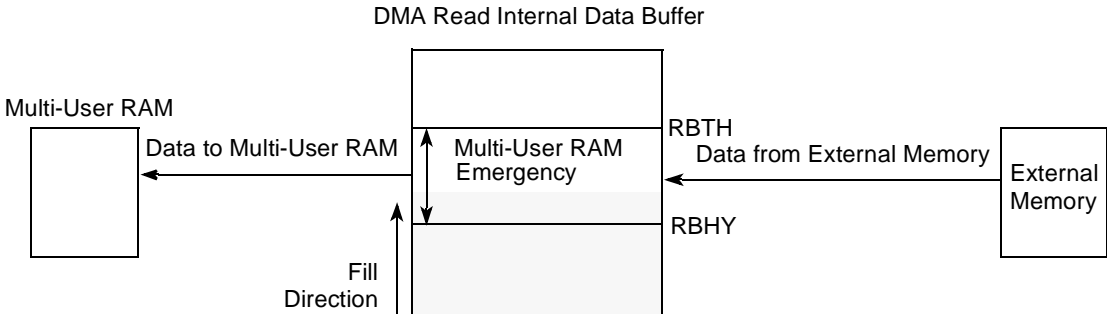 DMA Read Internal Data Buffer
Multi-User RAM
Data to Multi-User RAM
Multi-User RAM
Emergency
RBTH
Data from External Memory
External
Memory
RBHY
Fill
Direction